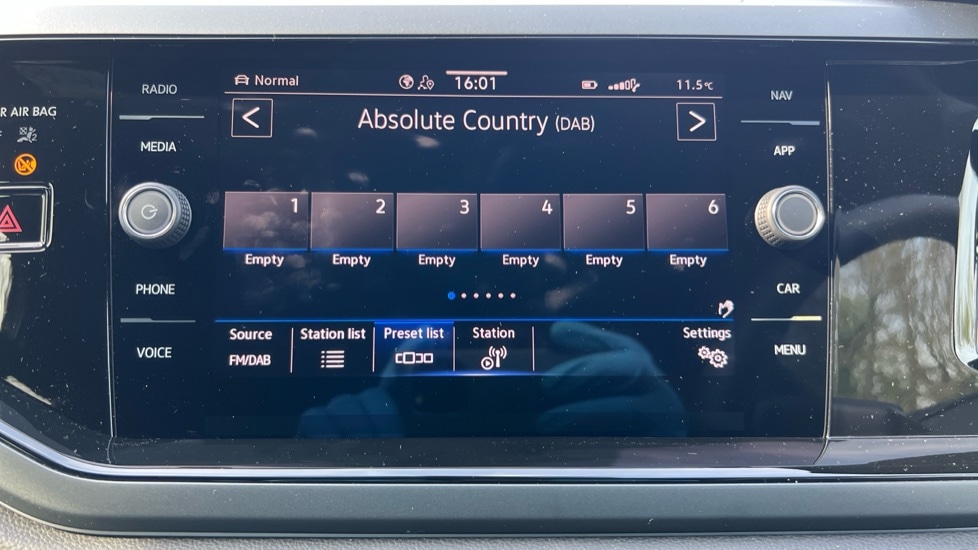 RADIO
MEDIA
PHONE
VOICE
R AIR BAG
Normal
16:01
11.5°C
Absolute Country (DAB)
< >
1 2 3 4 5 6
Empty Empty Empty Empty Empty Empty
Source Station list Preset list Station Settings
FM/DAB
NAV
APP
CAR
MENU